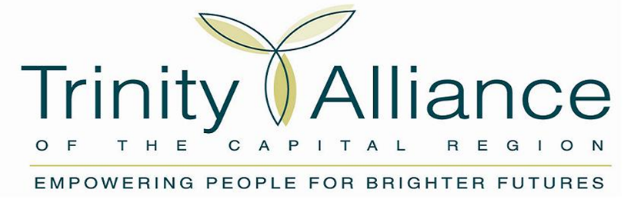 Trinity Alliance
OF THE CAPITAL REGION
EMPOWERING PEOPLE FOR BRIGHTER FUTURES